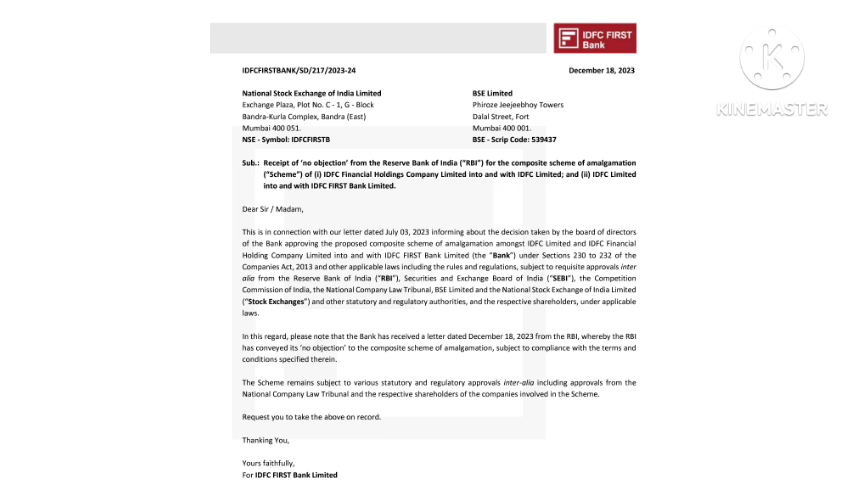 IDFC FIRST
Bank
KINEMASTER
IDFCFIRSTBANK/SD/217/2023-24 December 18, 2023
National Stock Exchange of India Limited BSE Limited
Exchange Plaza, Plot No. C - 1, G - Block Phiroze Jeejeebhoy Towers
Bandra-Kurla Complex, Bandra (East) Dalal Street, Fort
Mumbai 400 051. Mumbai 400 001.
NSE - Symbol: IDFCFIRSTB BSE - Scrip Code: 539437
Sub.: Receipt of ‘no objection’ from the Reserve Bank of India (“RBI”) for the composite scheme of amalgamation
(“Scheme”) of (i) IDFC Financial Holdings Company Limited into and with IDFC Limited; and (ii) IDFC Limited
into and with IDFC FIRST Bank Limited.
Dear Sir / Madam,
This is in connection with our letter dated July 03, 2023 informing about the decision taken by the board of directors
of the Bank approving the proposed composite scheme of amalgamation amongst IDFC Limited and IDFC Financial
Holding Company Limited into and with IDFC FIRST Bank Limited (the “Bank”) under Sections 230 to 232 of the
Companies Act, 2013 and other applicable laws including the rules and regulations, subject to requisite approvals inter
alia from the Reserve Bank of India (“RBI”), Securities and Exchange Board of India (“SEBI”), the Competition
Commission of India, the National Company Law Tribunal, BSE Limited and the National Stock Exchange of India Limited
(“Stock Exchanges”) and other statutory and regulatory authorities, and the respective shareholders, under applicable
laws.
In this regard, please note that the Bank has received a letter dated December 18, 2023 from the RBI, whereby the RBI
has conveyed its ‘no objection’ to the composite scheme of amalgamation, subject to compliance with the terms and
conditions specified therein.
The Scheme remains subject to various statutory and regulatory approvals inter-alia including approvals from the
National Company Law Tribunal and the respective shareholders of the companies involved in the Scheme.
Request you to take the above on record.
Thanking You,
Yours faithfully,
For IDFC FIRST Bank Limited